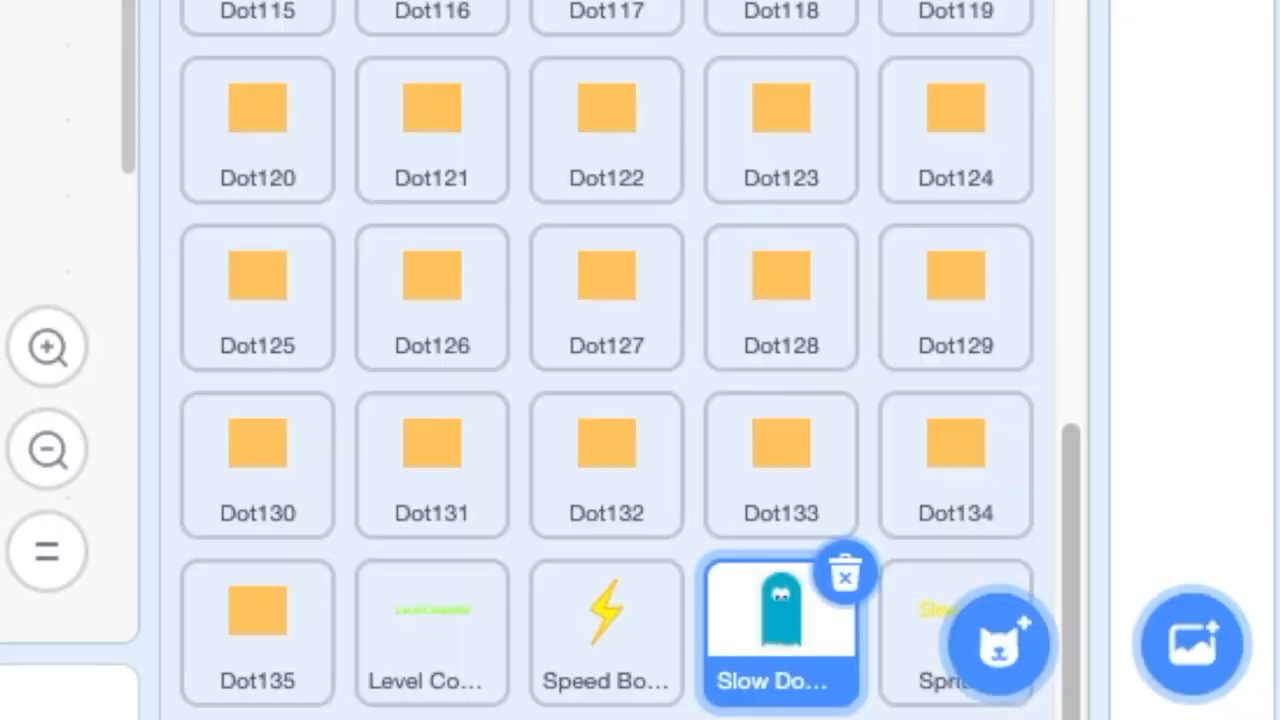 Dot115 Dot116 Dot117 Dot118 Dot119
Dot120 Dot121 Dot122 Dot123 Dot124
Dot125 Dot126 Dot127 Dot128 Dot129
Dot130 Dot131 Dot132 Dot133 Dot134
Dot135 Level Co... Speed Bo... Slow Do...